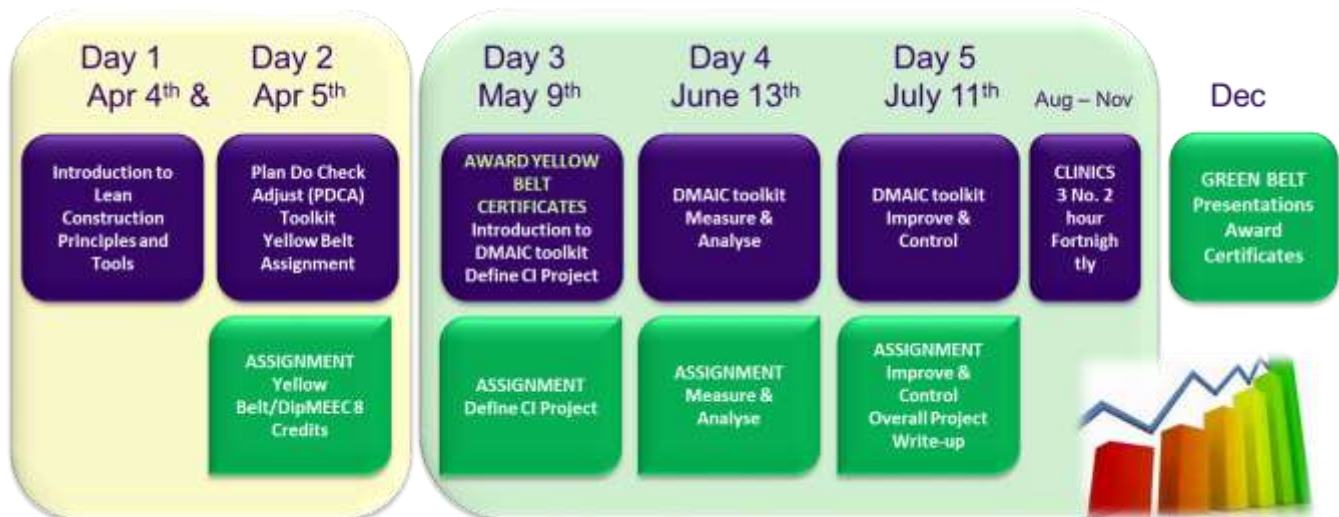 Day 1
Apr 4th &
Day 2
Apr 5th
Day 3
May 9th
Day 4
June 13th
Day 5
July 11th
Aug – Nov
Dec
Introduction to
Lean
Construction
Principles and
Tools
Plan Do Check
Adjust (PDCA)
Toolkit
Yellow Belt
Assignment
AWARD YELLOW
BELT
CERTIFICATES
Introduction to
DMAIC toolkit
Define CI Project
DMAIC toolkit
Measure &
Analyse
DMAIC toolkit
Improve &
Control
CLINICS
3 No. 2
hour
Fortnigh
tly
GREEN BELT
Presentations
Award
Certificates
ASSIGNMENT
Yellow
Belt/DipMEEC 8
Credits
ASSIGNMENT
Define CI Project
ASSIGNMENT
Measure &
Analyse
ASSIGNMENT
Improve &
Control
Overall Project
Write-up